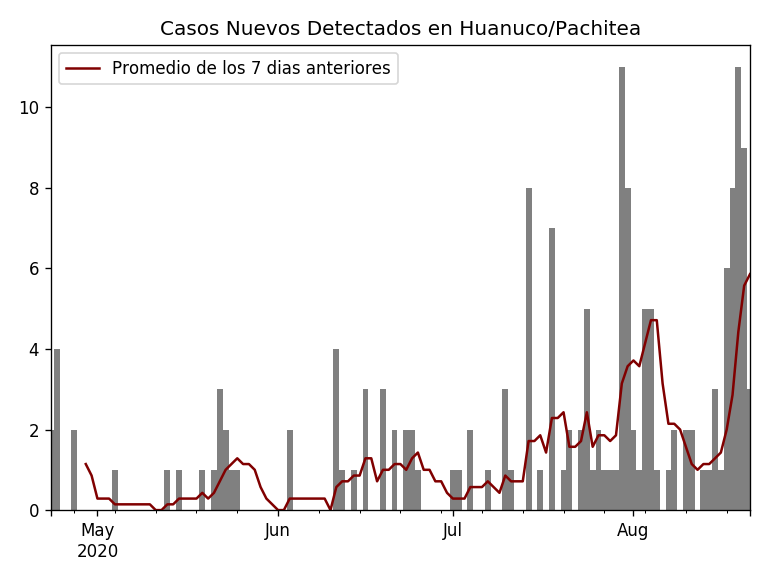 Casos Nuevos Detectados en Huanuco/Pachitea
Promedio de los 7 dias anteriores
10
8
6
4
2
0
May Jun Jul Aug
2020